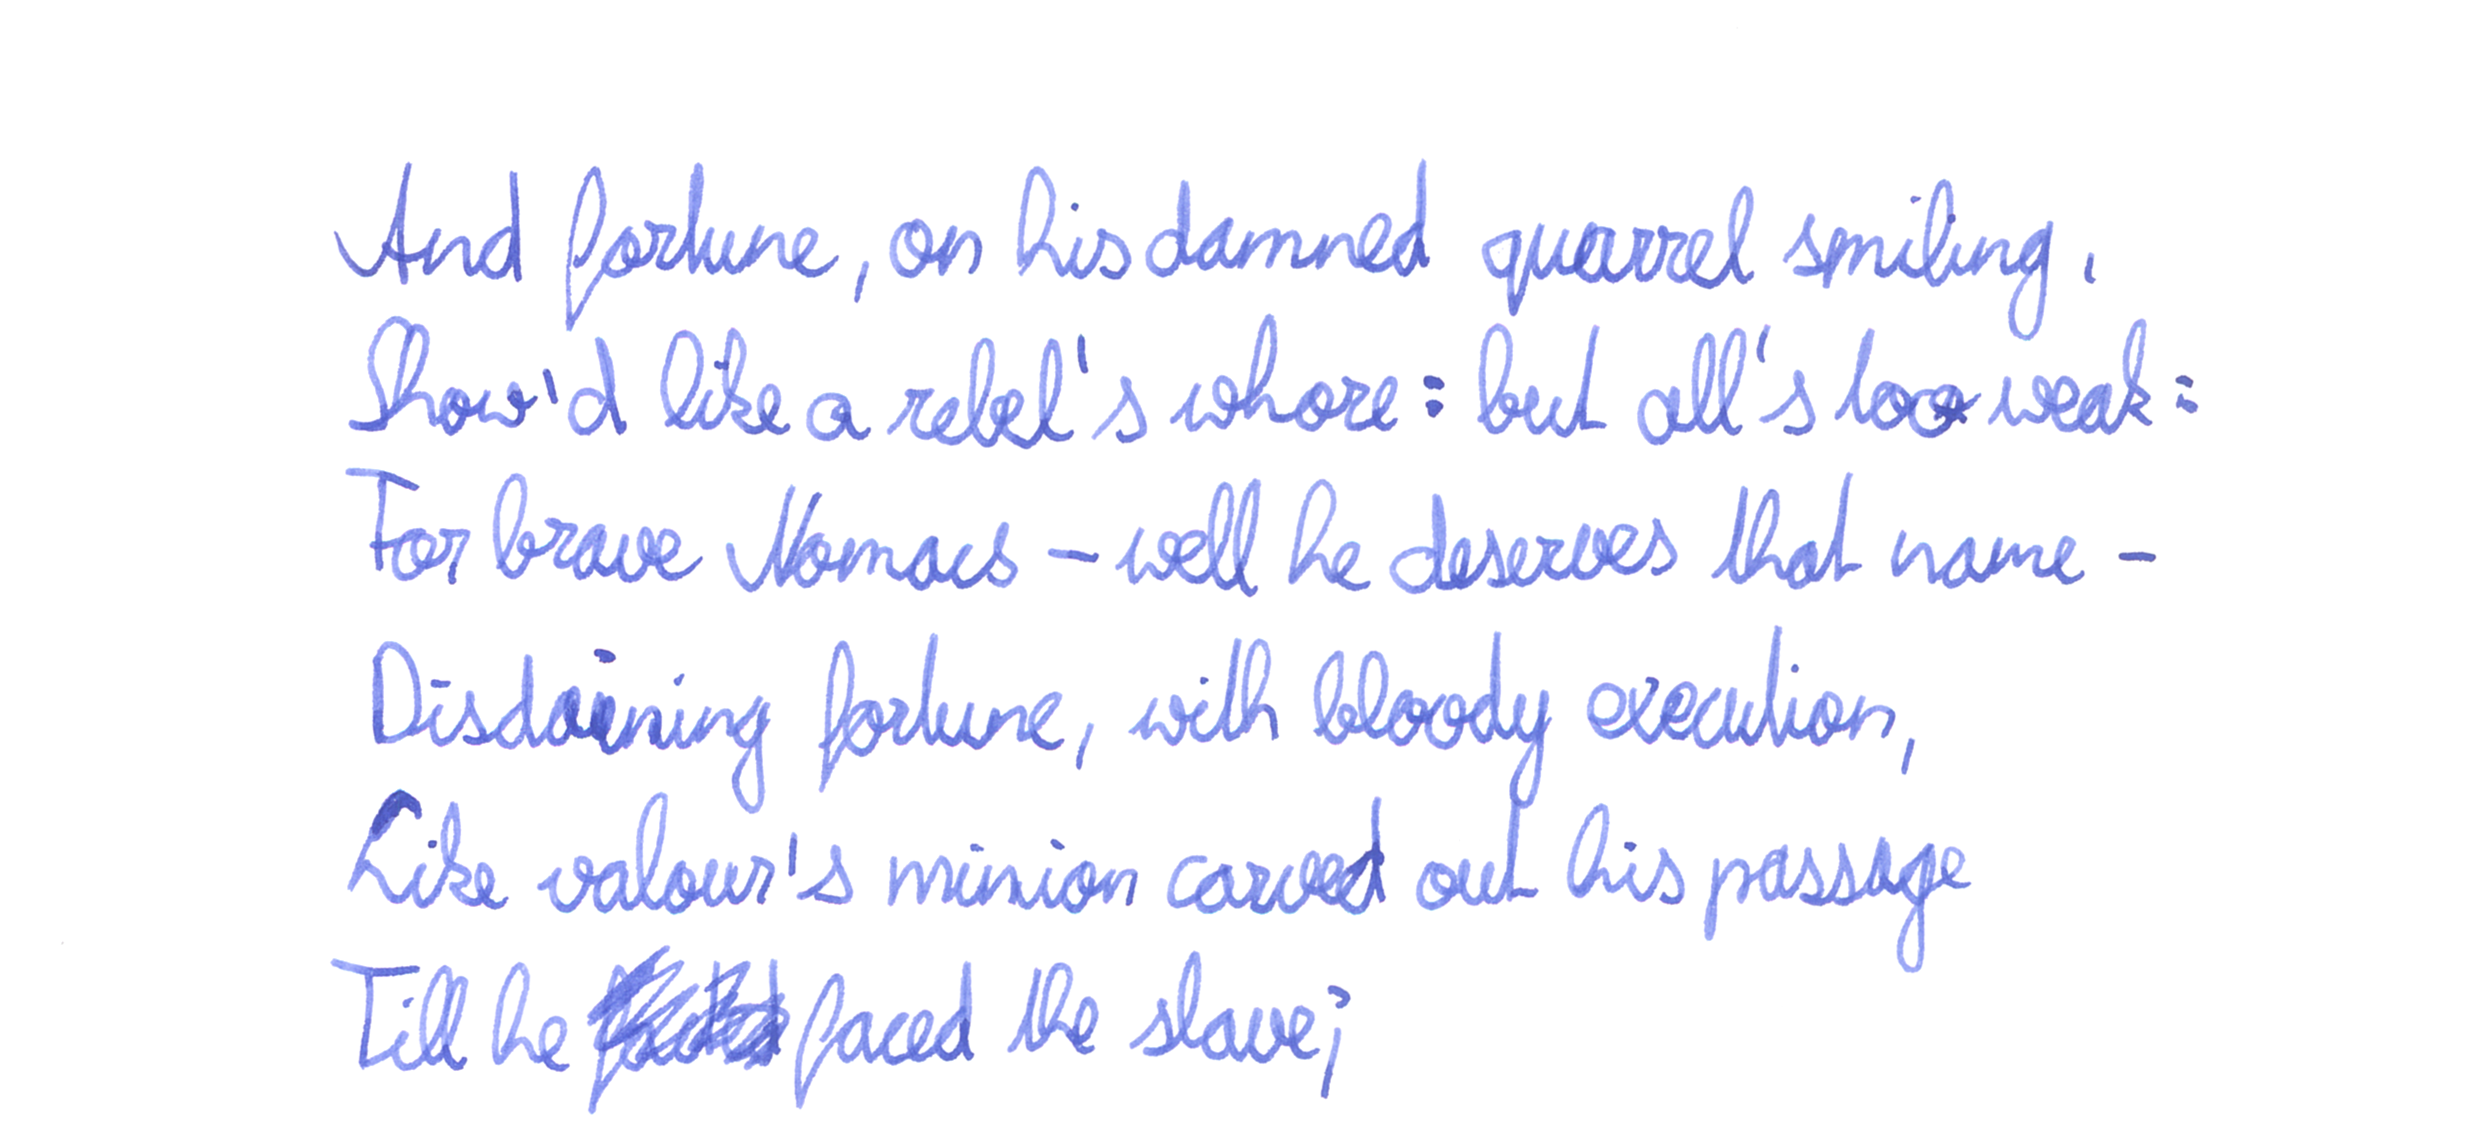 And fortune, on his damned quarrel smiling,
Show'd like a rebel's whore: but all's too weak:
For brave Nomacs - well he deserves that name -
Disdaining fortune, with bloody execution,
Like valour's minion carved out his passage
Till he faced the slave;